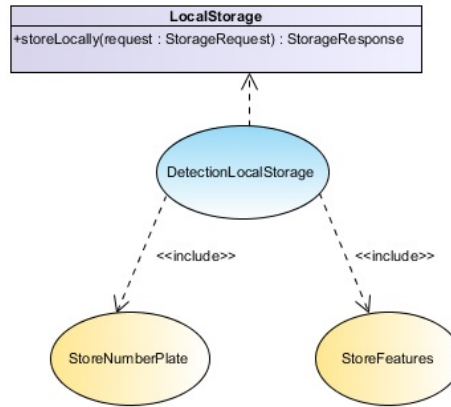 LocalStorage
+storeLocally(request : StorageRequest) : StorageResponse
DetectionLocalStorage
<<include>>
<<include>>
StoreNumberPlate
StoreFeatures